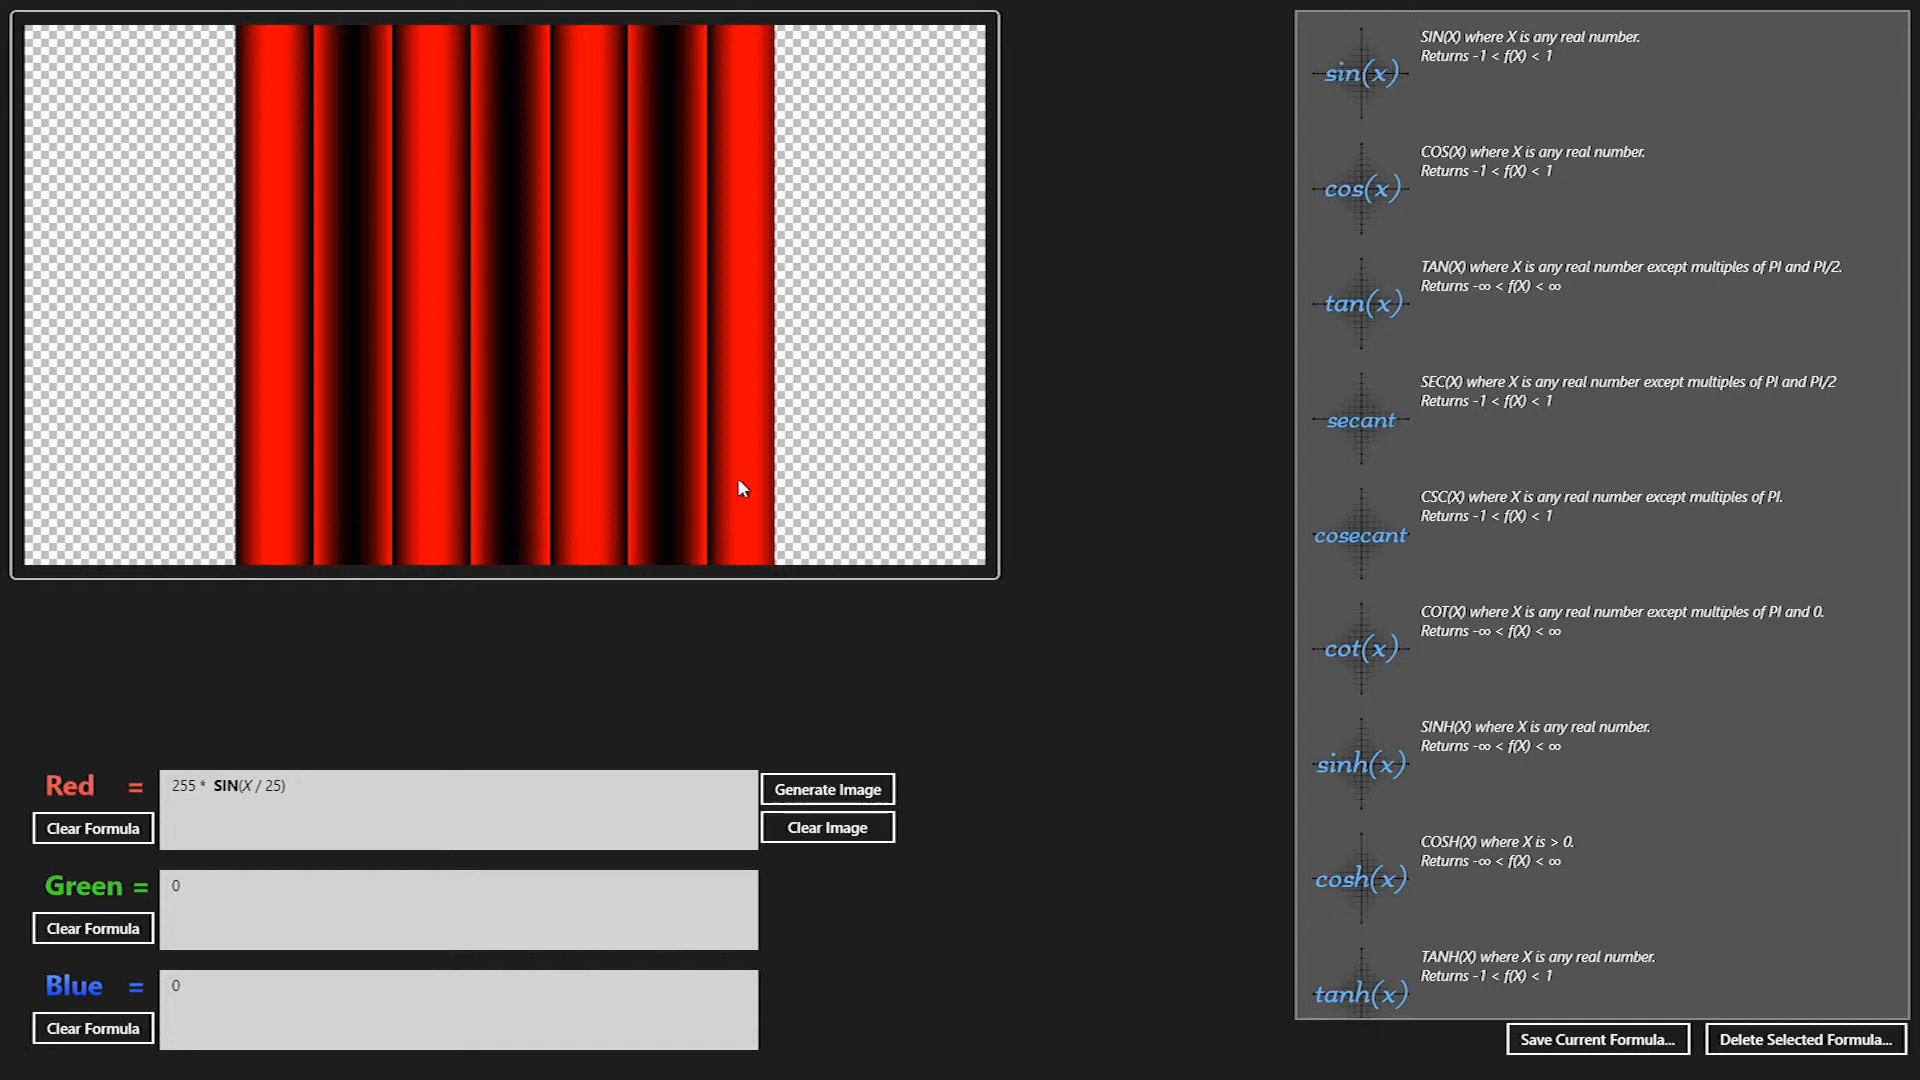 sin(x)
SIN(X) where X is any real number.
Returns -1 < f(X) < 1
cos(x)
COS(X) where X is any real number.
Returns -1 < f(X) < 1
tan(x)
TAN(X) where X is any real number except multiples of PI and PI/2.
Returns -∞ < f(X) < ∞
secant
SEC(X) where X is any real number except multiples of PI and PI/2
Returns -1 < f(X) < 1
cosecant
CSC(X) where X is any real number except multiples of PI.
Returns -1 < f(X) < 1
cot(x)
COT(X) where X is any real number except multiples of PI and 0.
Returns -∞ < f(X) < ∞
sinh(x)
SINH(X) where X is any real number.
Returns -∞ < f(X) < ∞
cosh(x)
COSH(X) where X is > 0.
Returns -∞ < f(X) < ∞
tanh(x)
TANH(X) where X is any real number.
Returns -1 < f(X) < 1
Red =
255 * SIN(X / 25)
Generate Image
Clear Formula
Clear Image
Green =
0
Clear Formula
Blue =
0
Clear Formula
Save Current Formula...
Delete Selected Formula...